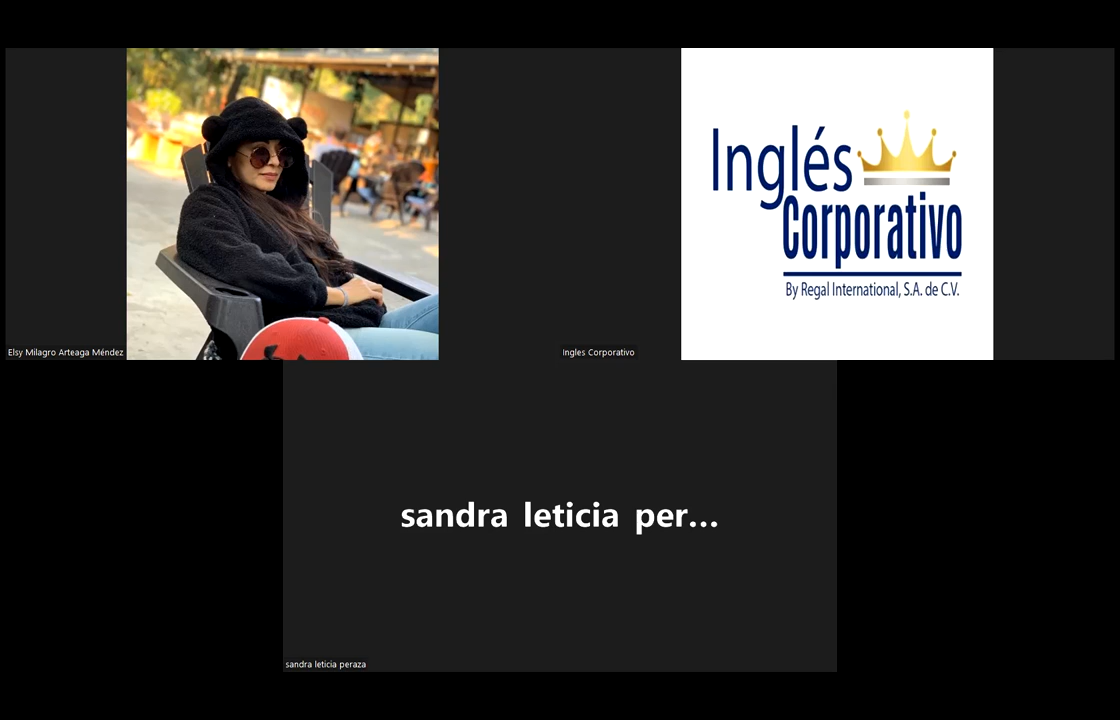 Inglés
Corporativo
By Regal International, S.A. de C.V.
Elsy Milagro Arteaga Méndez
Ingles Corporativo
sandra leticia per...
sandra leticia peraza